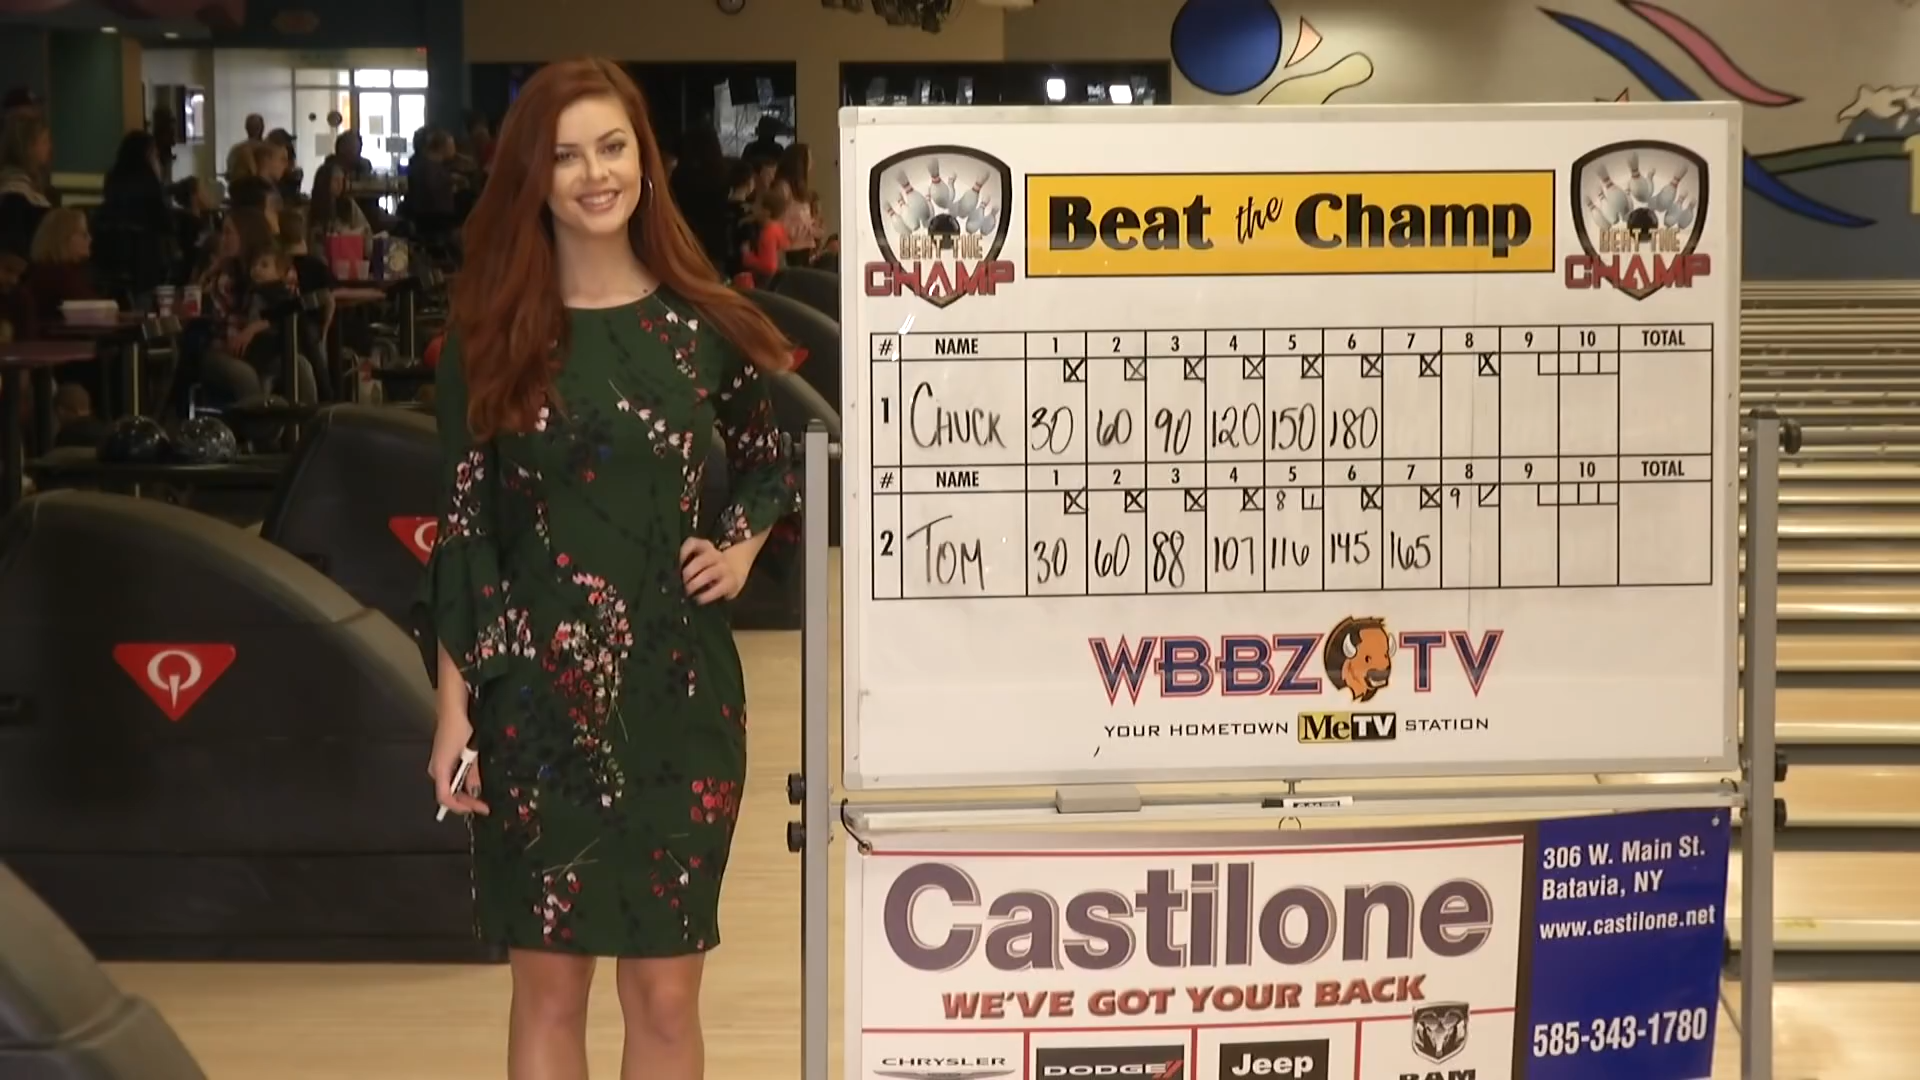 BEAT THE
CHAMP
Beat the Champ
BEAT THE
CHAMP
# NAME 1 2 3 4 5 6 7 8 9 10 TOTAL
X X X X X X X X
1 CHUCK 30 60 90 120 150 180
# NAME 1 2 3 4 5 6 7 8 9 10 TOTAL
X X X X 8 1 X X 9 /
2 TOM 30 60 88 107 116 145 165
WBBZ TV
YOUR HOMETOWN MeTV STATION
Castilone
WE'VE GOT YOUR BACK
CHRYSLER DODGE Jeep RAM
306 W. Main St.
Batavia, NY
www.castilone.net
585-343-1780